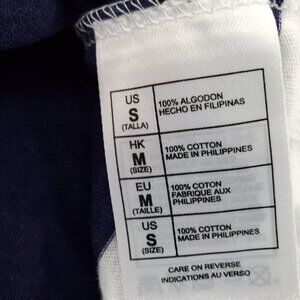 US
S
(TALLA)
100% ALGODON
HECHO EN FILIPINAS
HK
M
(SIZE)
100% COTTON
MADE IN PHILIPPINES
EU
M
(TAILLE)
100% COTON
FABRIQUE AUX
PHILIPPINES
US
S
(SIZE)
100% COTTON
MADE IN PHILIPPINES
CARE ON REVERSE
INDICATIONS AU VERSO